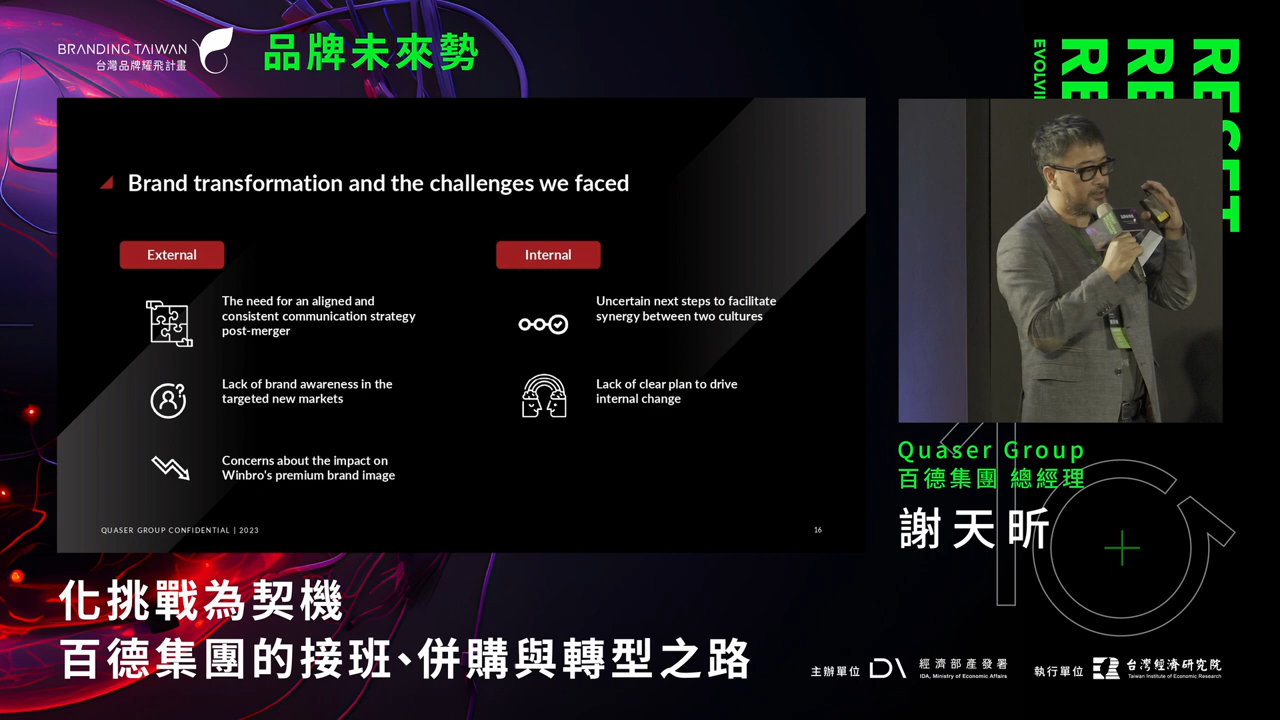 BRANDING TAIWAN
台灣品牌耀飛計畫
品牌未來勢
Brand transformation and the challenges we faced
External
The need for an aligned and
consistent communication strategy
post-merger
Lack of brand awareness in the
targeted new markets
Concerns about the impact on
Winbro's premium brand image
Internal
Uncertain next steps to facilitate
synergy between two cultures
Lack of clear plan to drive
internal change
QUASER GROUP CONFIDENTIAL | 2023
16
Quaser Group
百德集團 總經理
謝天昕
化挑戰為契機
百德集團的接班、併購與轉型之路
主辦單位
經濟部產業發展署
IDA, Ministry of Economic Affairs
執行單位
台灣經濟研究院
Taiwan Institute of Economic Research